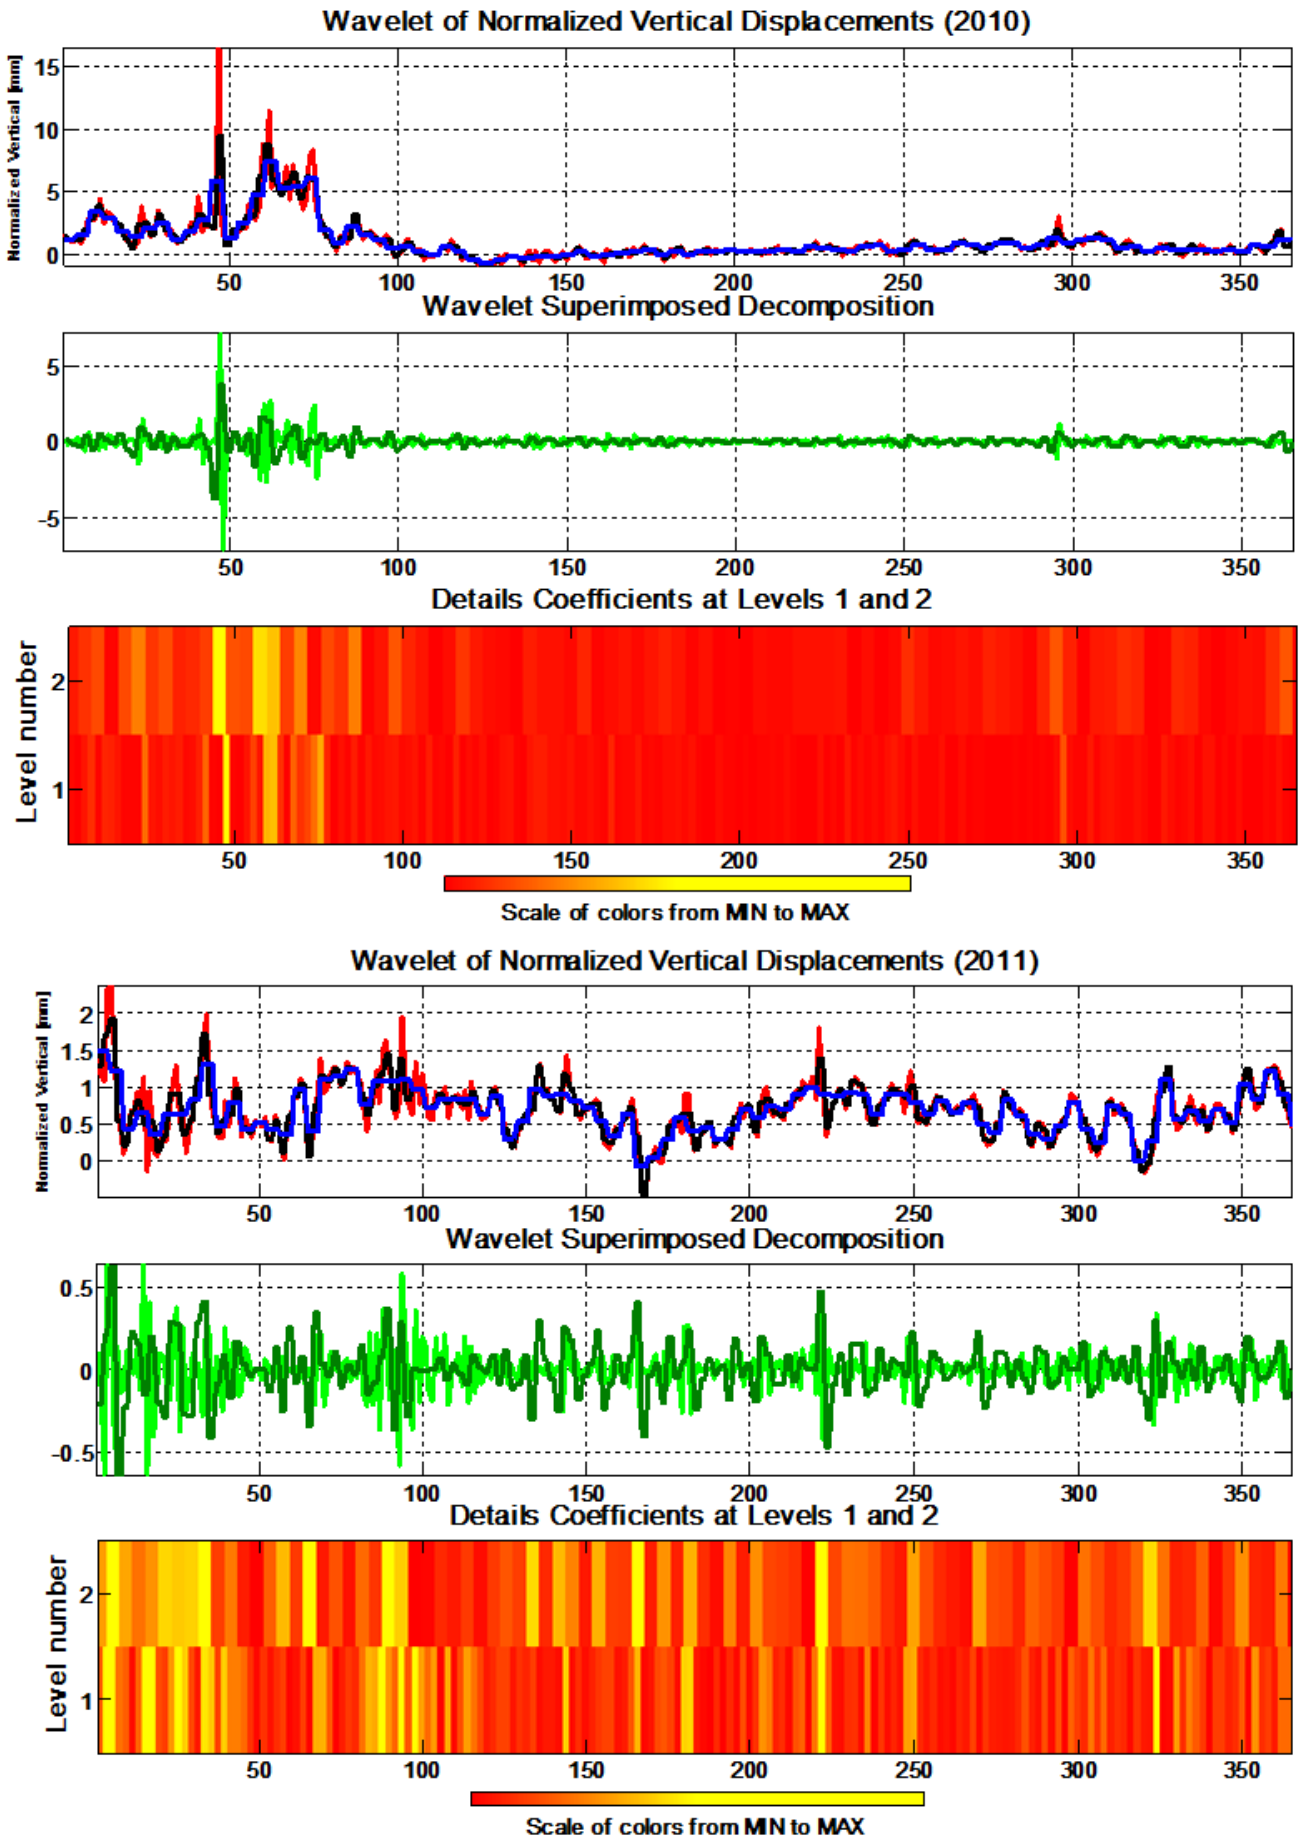 Wavelet of Normalized Vertical Displacements (2010)
Normalized Vertical [mm]
15
10
5
0
50 100 150 200 250 300 350
Wavelet Superimposed Decomposition
5
0
-5
50 100 150 200 250 300 350
Details Coefficients at Levels 1 and 2
Level number
2
1
50 100 150 200 250 300 350
Scale of colors from MIN to MAX
Wavelet of Normalized Vertical Displacements (2011)
Normalized Vertical [mm]
2
1.5
1
0.5
0
50 100 150 200 250 300 350
Wavelet Superimposed Decomposition
0.5
0
-0.5
50 100 150 200 250 300 350
Details Coefficients at Levels 1 and 2
Level number
2
1
50 100 150 200 250 300 350
Scale of colors from MIN to MAX